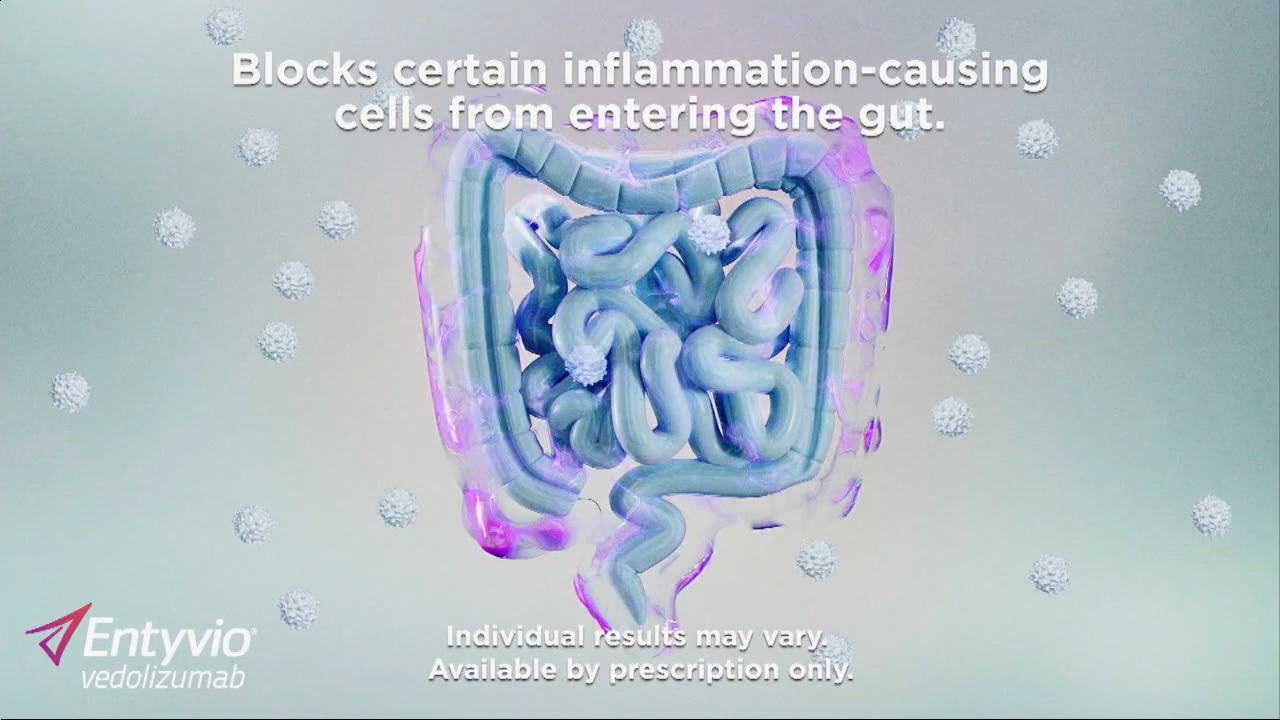 Blocks certain inflammation-causing
cells from entering the gut.
Entyvio®
vedolizumab
Individual results may vary.
Available by prescription only.